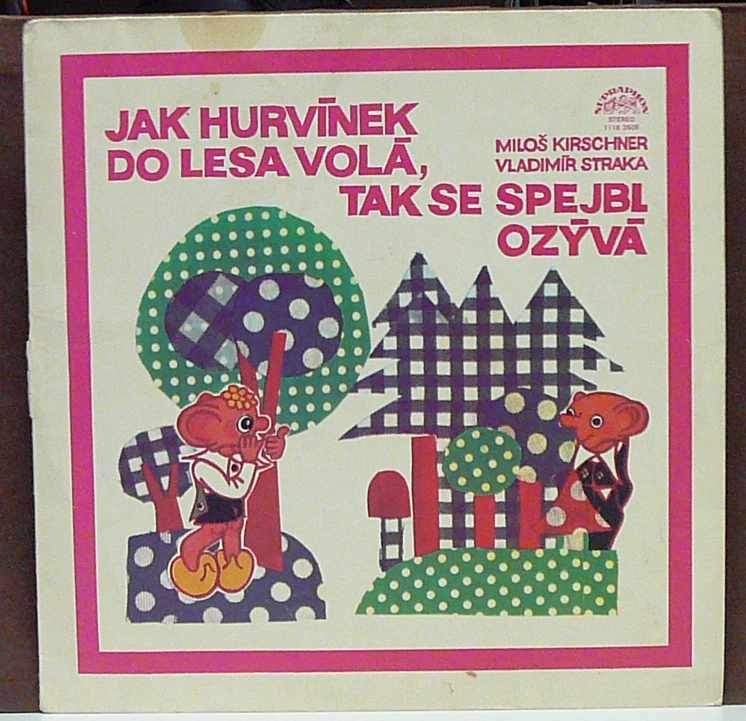 JAK HURVÍNEK
DO LESA VOLÁ,
TAK SE SPEJBL
OZÝVÁ
SUPRAPHON
STEREO
MILOŠ KIRSCHNER
VLADIMÍR STRAKA